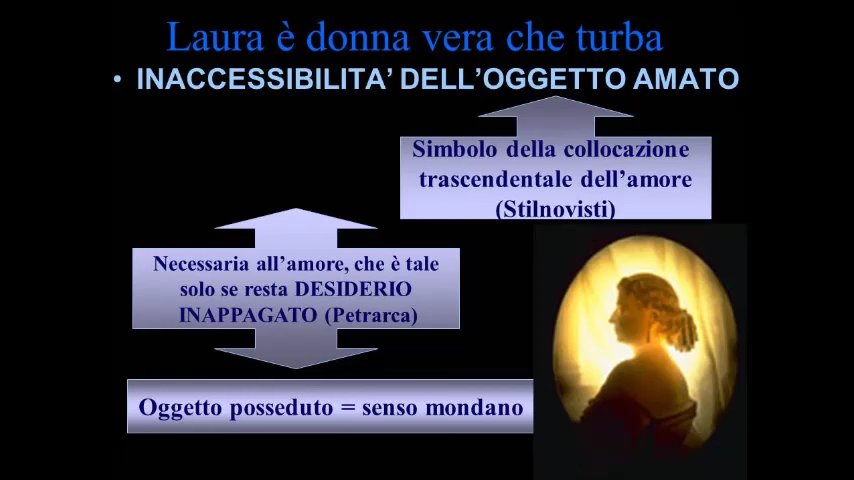 Laura è donna vera che turba
• INACCESSIBILITA’ DELL’OGGETTO AMATO
Simbolo della collocazione
trascendentale dell’amore
(Stilnovisti)
Necessaria all’amore, che è tale
solo se resta DESIDERIO
INAPPAGATO (Petrarca)
Oggetto posseduto = senso mondano